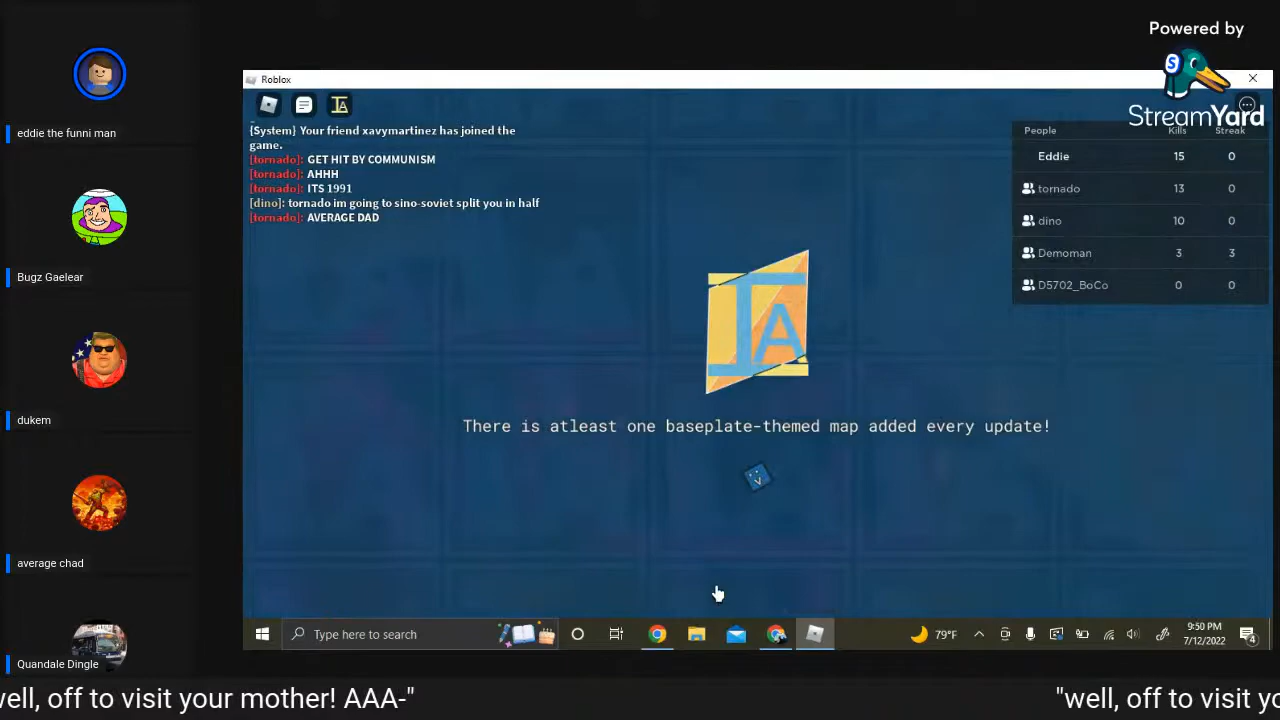 Powered by
StreamYard
eddie the funni man
Bugz Gaelear
dukem
average chad
Quandale Dingle
Roblox
{System} Your friend xavymartinez has joined the
game.
[tornado]: GET HIT BY COMMUNISM
[tornado]: AHHH
[tornado]: ITS 1991
[dino]: tornado im going to sino-soviet split you in half
[tornado]: AVERAGE DAD
People Kills Streak
Eddie 15 0
tornado 13 0
dino 10 0
Demoman 3 3
D5702_BoCo 0 0
IA
There is atleast one baseplate-themed map added every update!
Type here to search
79°F
9:50 PM
7/12/2022
4
well, off to visit your mother! AAA-" "well, off to visit yo